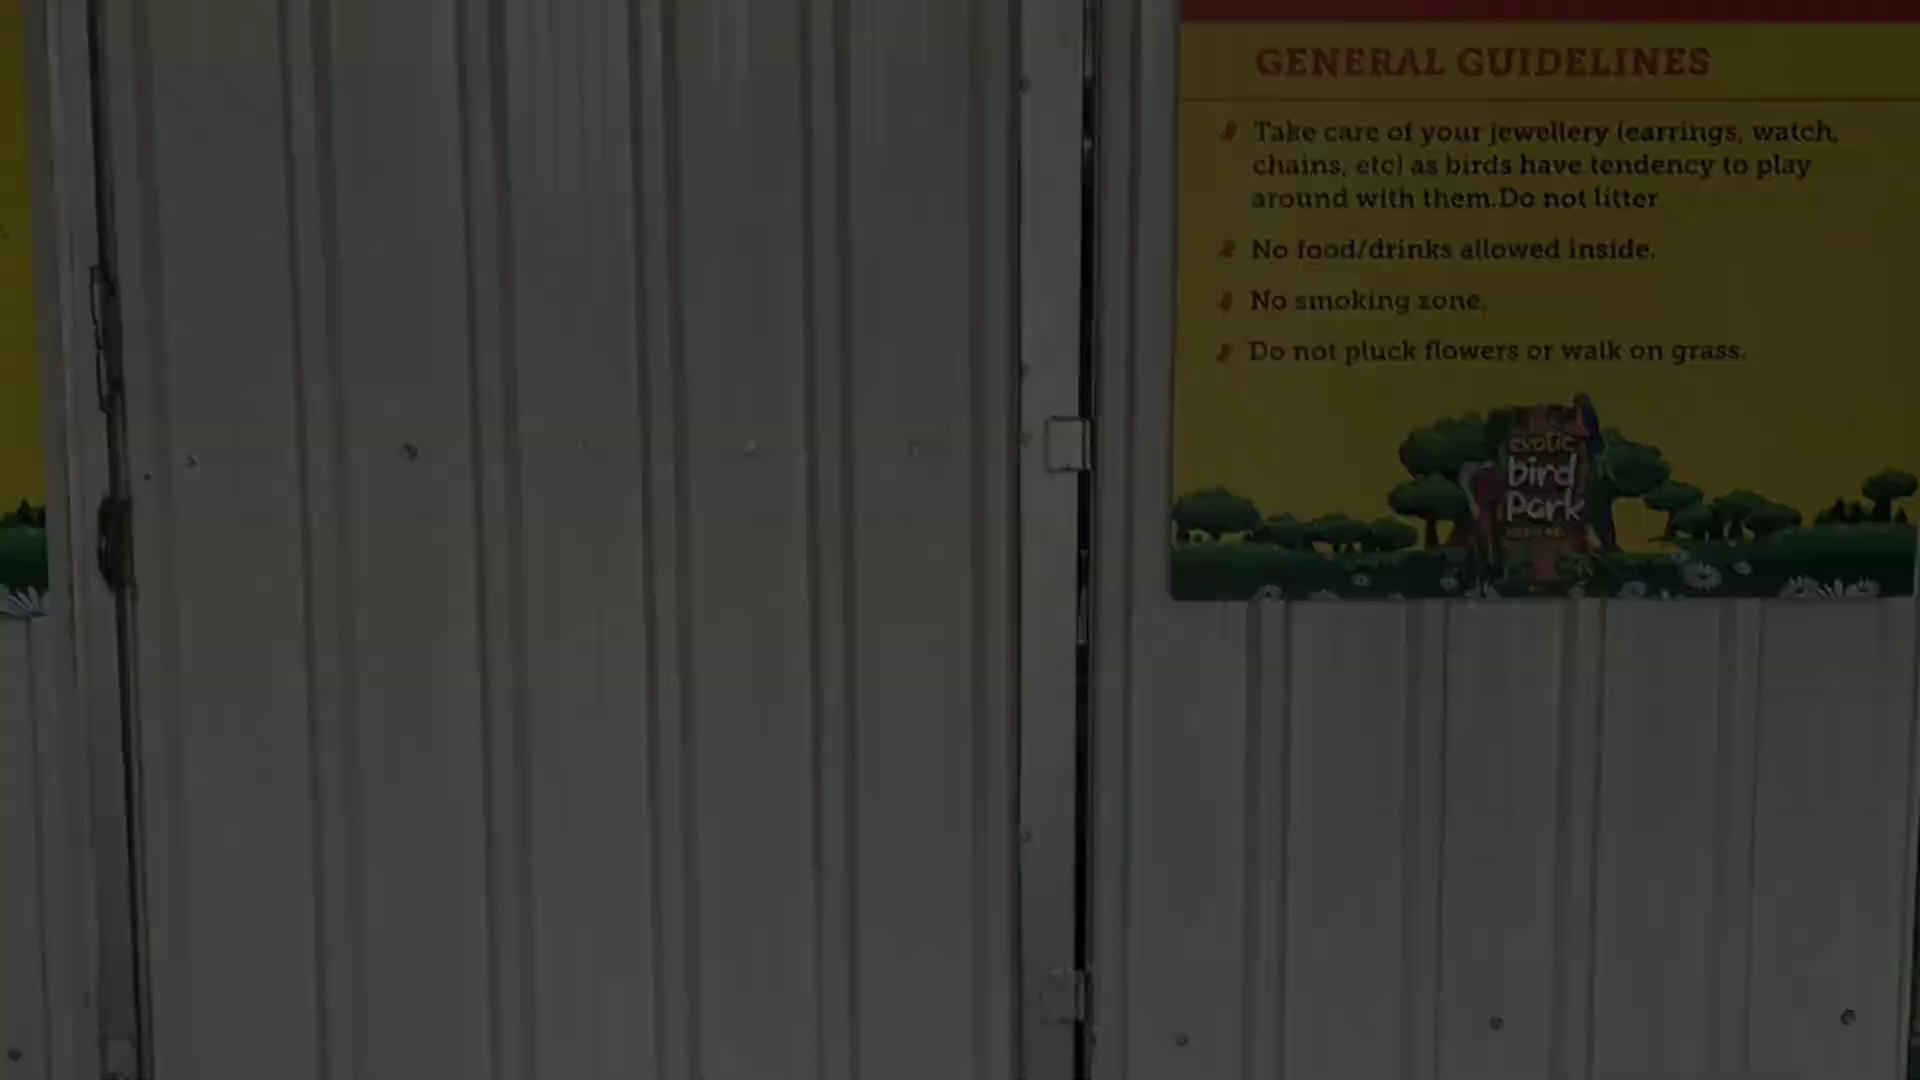 GENERAL GUIDELINES
Take care of your jewellery (earrings, watch,
chains, etc) as birds have tendency to play
around with them.Do not litter.
No food/drinks allowed inside.
No smoking zone.
Do not pluck flowers or walk on grass.
exotic
bird
Park